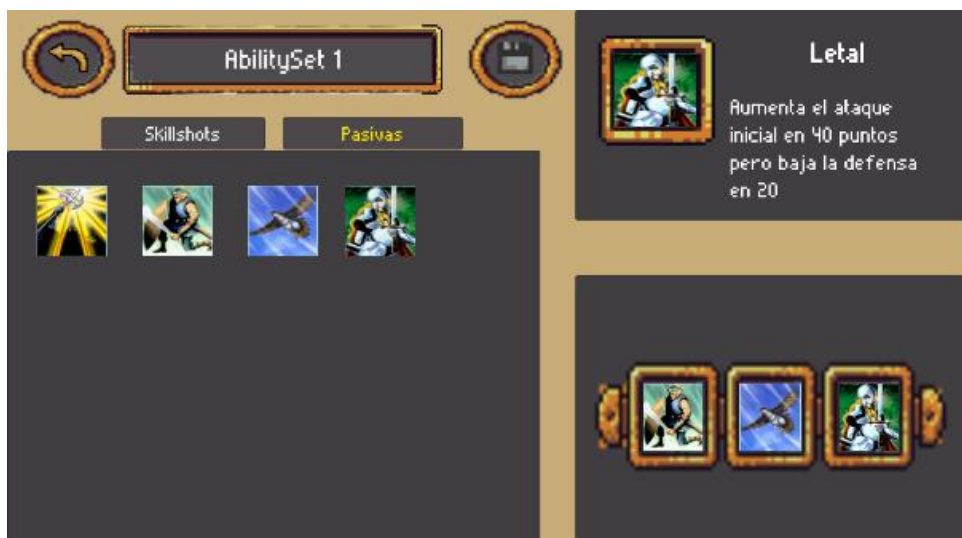 AbilitySet 1
Skillshots
Pasivas
Letal
Aumenta el ataque
inicial en 40 puntos
pero baja la defensa
en 20